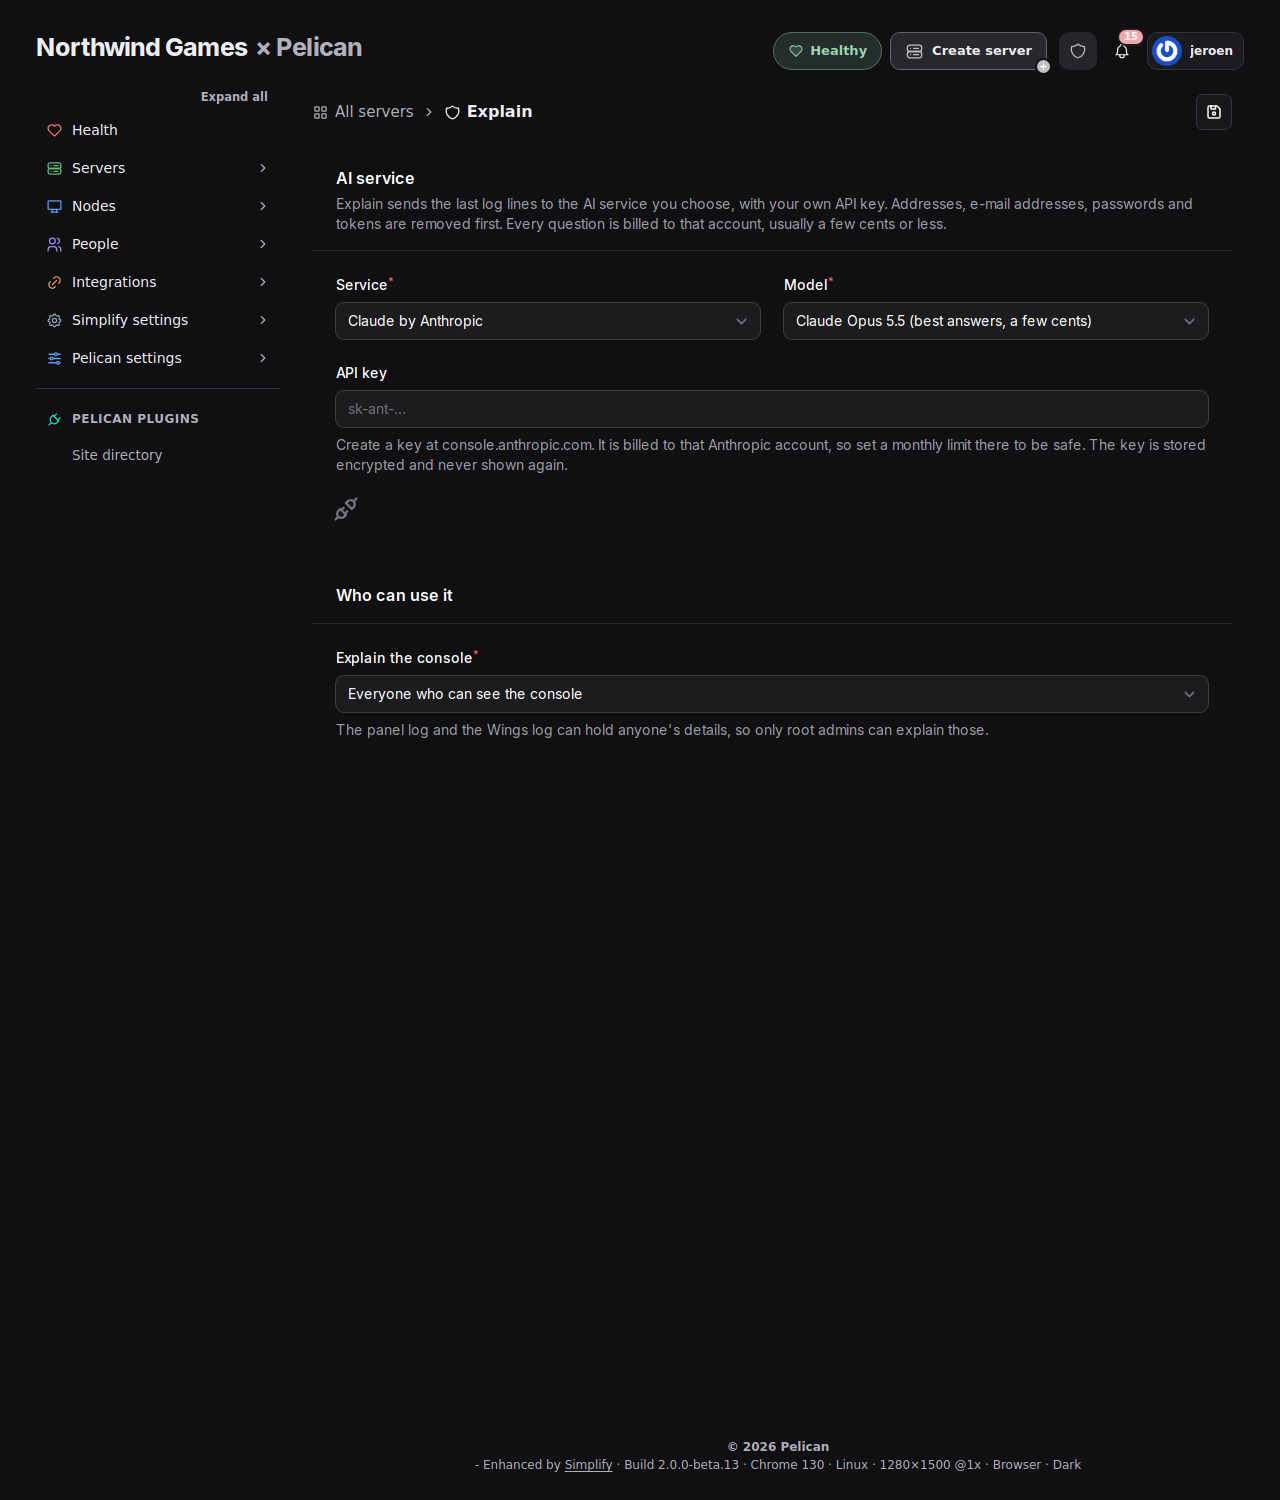 Northwind Games × Pelican
Healthy
Create server
15
jeroen
Expand all
Health
Servers
Nodes
People
Integrations
Simplify settings
Pelican settings
PELICAN PLUGINS
Site directory
All servers
Explain
AI service
Explain sends the last log lines to the AI service you choose, with your own API key. Addresses, e-mail addresses, passwords and
tokens are removed first. Every question is billed to that account, usually a few cents or less.
Service*
Model*
Claude by Anthropic
Claude Opus 5.5 (best answers, a few cents)
API key
sk-ant-...
Create a key at console.anthropic.com. It is billed to that Anthropic account, so set a monthly limit there to be safe. The key is stored
encrypted and never shown again.
Who can use it
Explain the console*
Everyone who can see the console
The panel log and the Wings log can hold anyone's details, so only root admins can explain those.
© 2026 Pelican
- Enhanced by Simplify · Build 2.0.0-beta.13 · Chrome 130 · Linux · 1280×1500 @1x · Browser · Dark